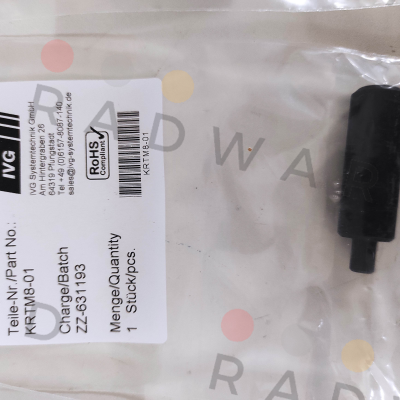 IVG
IVG Systemtechnik GmbH
Am Hintergraben 26
64319 Pfungstadt
Tel +49 (0)6157-8087-140
sales@ivg-systemtechnik.de
RoHS
Compliant
KRTM8-01
Teile-Nr./Part No.:
KRTM8-01
Charge/Batch
ZZ-631193
Menge/Quantity
1 Stück/pcs.
RADWA
RADWA